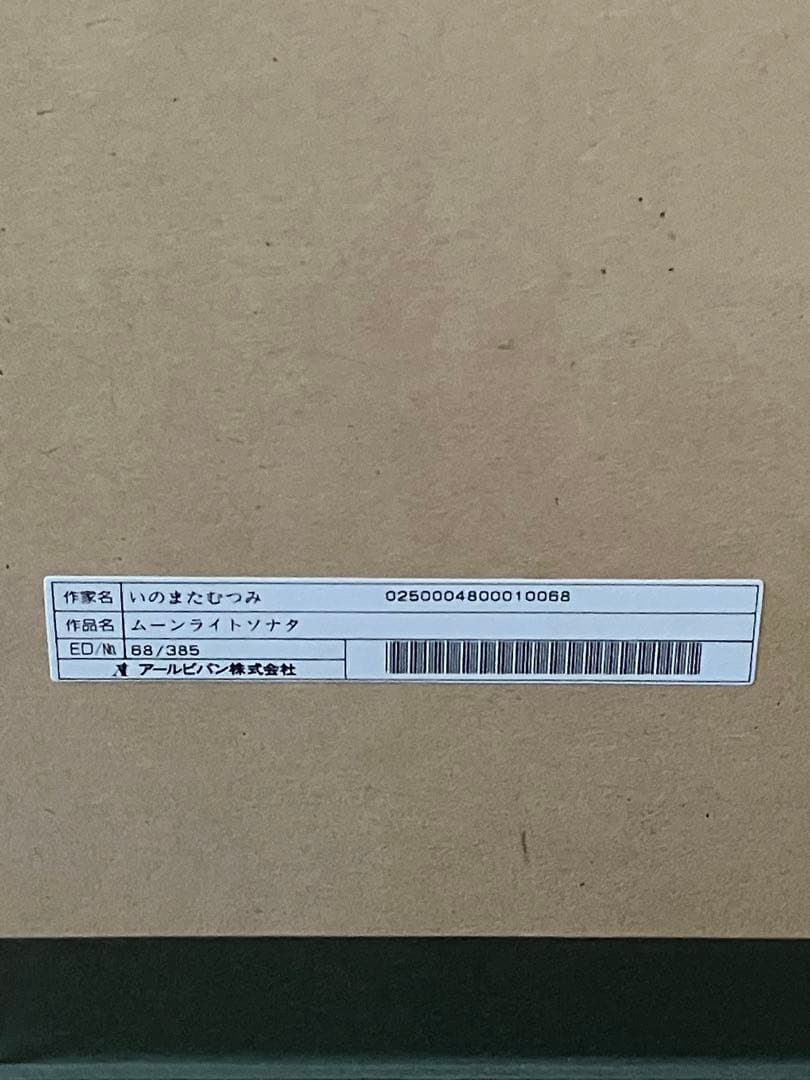 作家名 いのまたむつみ 0250004800010068
作品名 ムーンライトソナタ
ED/№ 68/385
アールビバン株式会社